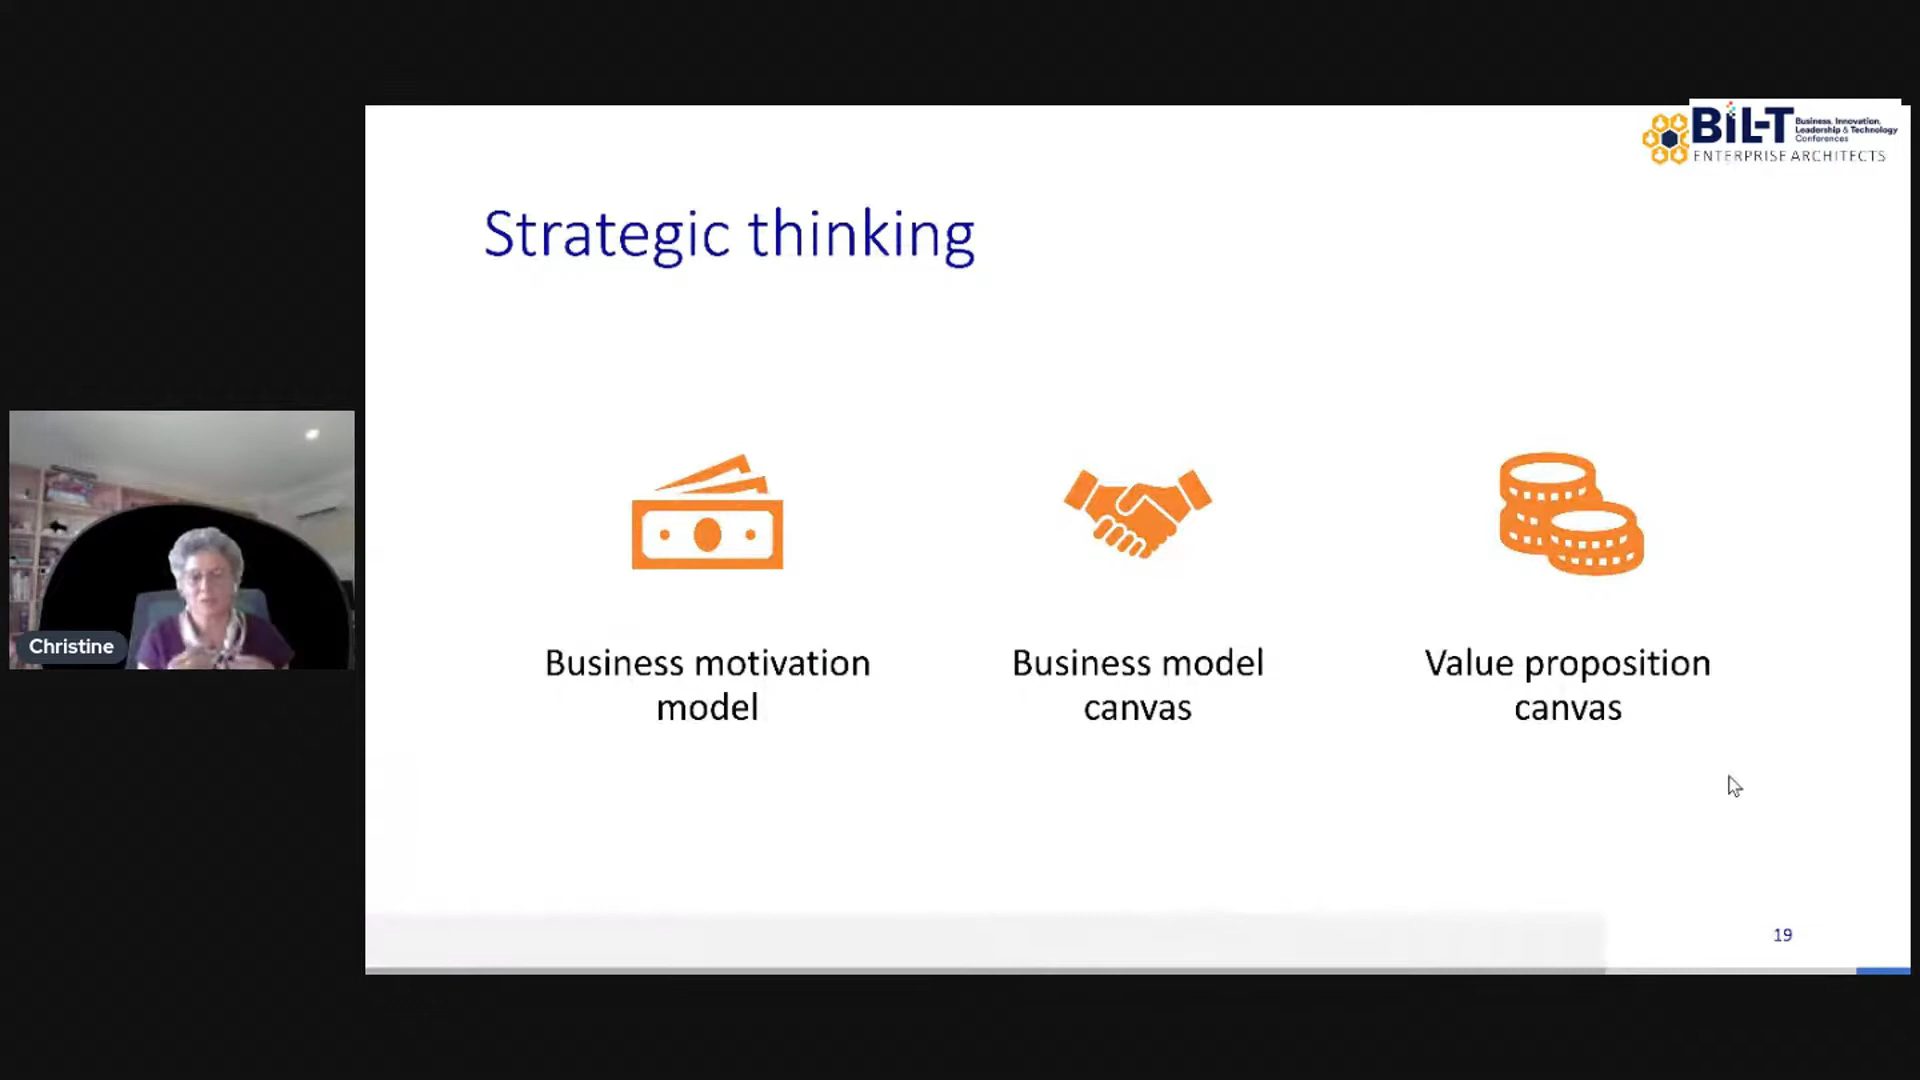 BiL-T
Business, Innovation,
Leadership & Technology
Conferences
ENTERPRISE ARCHITECTS
Strategic thinking
Christine
Business motivation
model
Business model
canvas
Value proposition
canvas
19